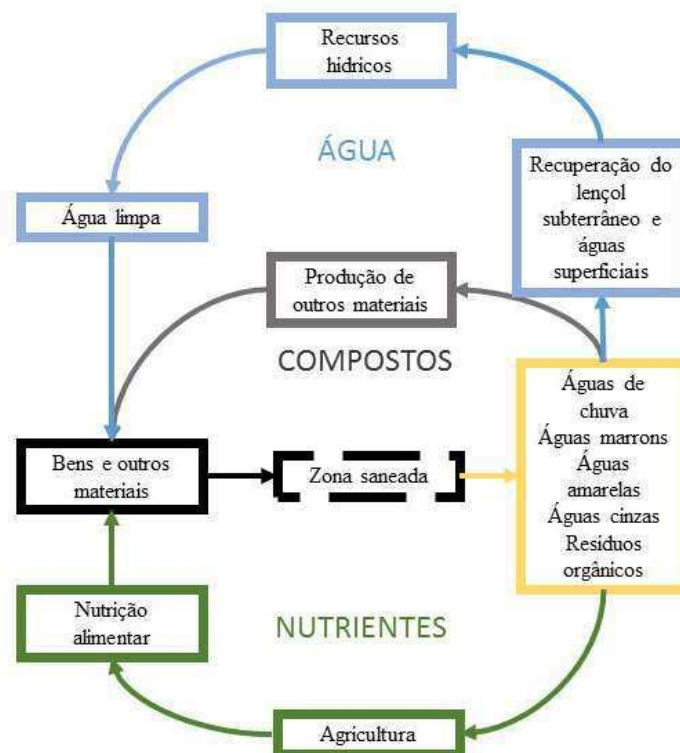 Recursos
hídricos
ÁGUA
Recuperação do
lençol
subterrâneo e
águas
superficiais
Água limpa
Produção de
outros materiais
COMPOSTOS
Águas de
chuva
Águas marrons
Águas
amarelas
Águas cinzas
Resíduos
orgânicos
Bens e outros
materiais
Zona saneada
Nutrição
alimentar
NUTRIENTES
Agricultura